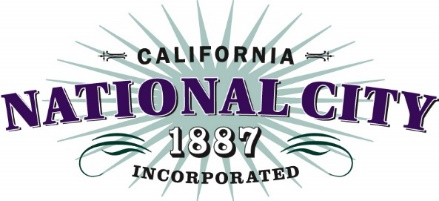 CALIFORNIA
NATIONAL CITY
1887
INCORPORATED